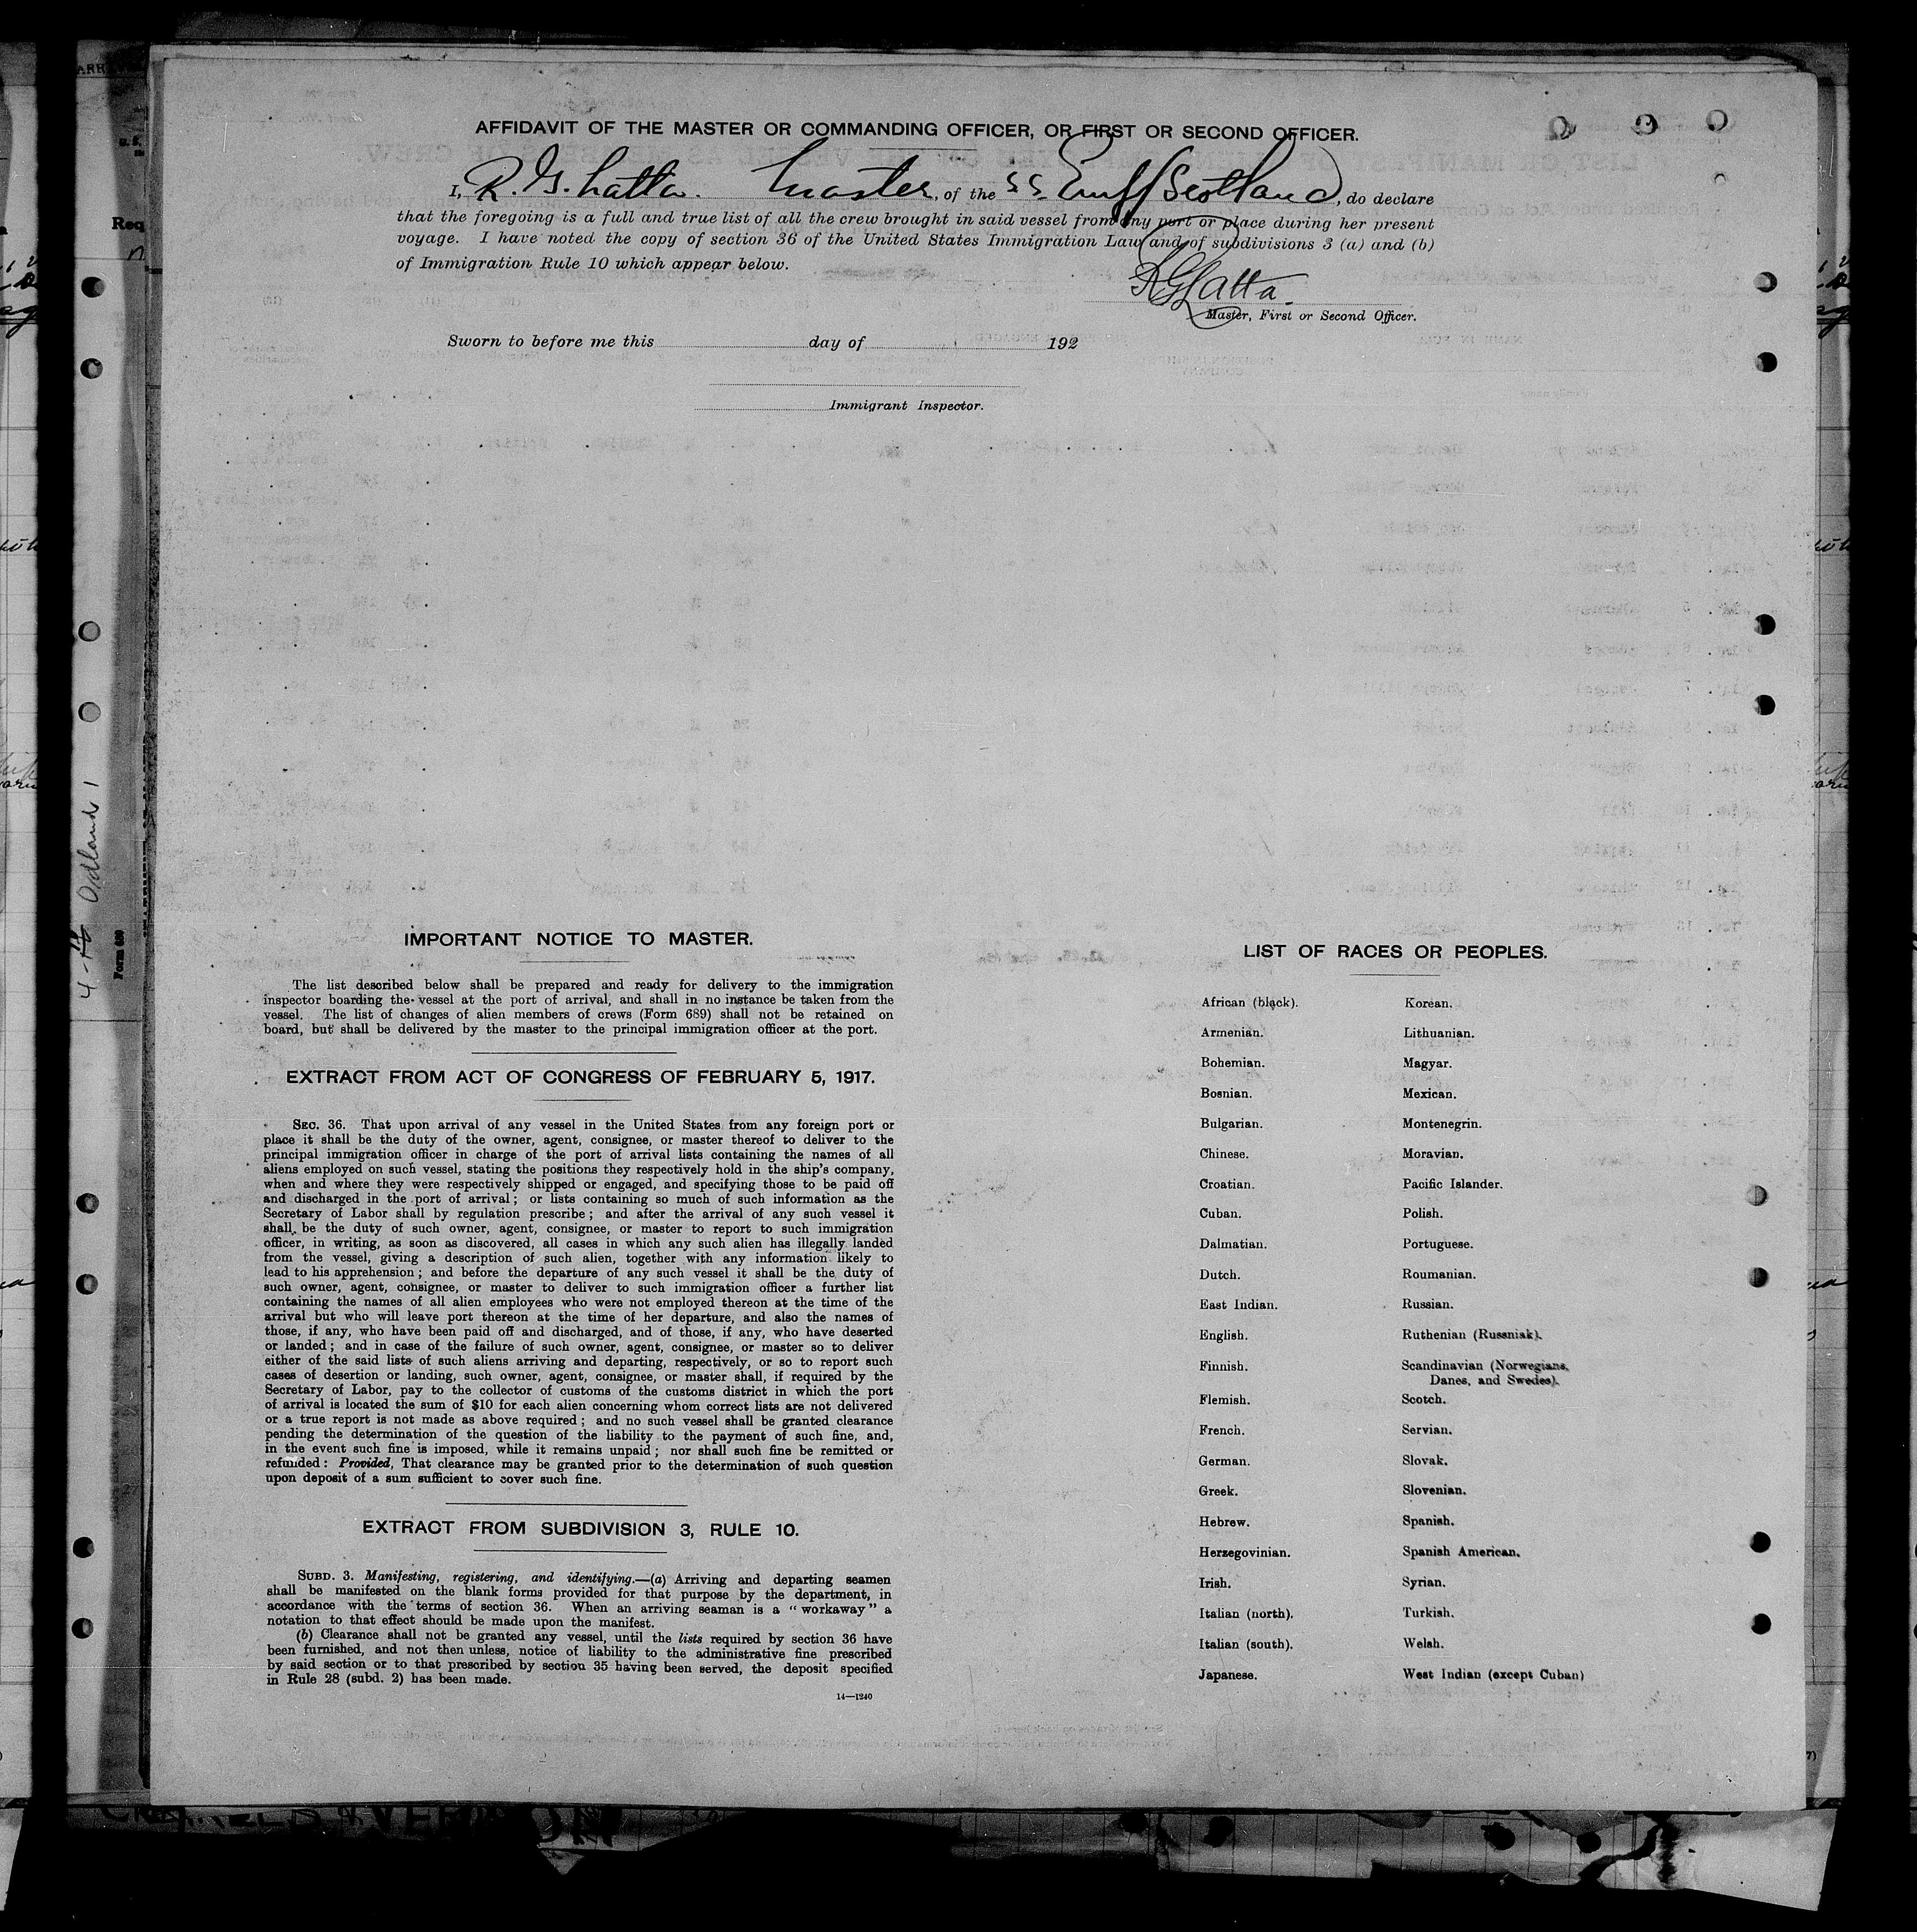 AFFIDAVIT OF THE MASTER OR COMMANDING OFFICER, OR FIRST OR SECOND OFFICER.
I, R. G. Latta. Master, of the SS. Emp of Scotland, do declare
that the foregoing is a full and true list of all the crew brought in said vessel from any port or place during her present
voyage. I have noted the copy of section 36 of the United States Immigration Law and of subdivisions 3 (a) and (b)
of Immigration Rule 10 which appear below.
RGLatta.
Master, First or Second Officer.
Sworn to before me this day of 192
Immigrant Inspector.
IMPORTANT NOTICE TO MASTER.
The list described below shall be prepared and ready for delivery to the immigration
inspector boarding the vessel at the port of arrival, and shall in no instance be taken from the
vessel. The list of changes of alien members of crews (Form 689) shall not be retained on
board, but shall be delivered by the master to the principal immigration officer at the port.
EXTRACT FROM ACT OF CONGRESS OF FEBRUARY 5, 1917.
SEC. 36. That upon arrival of any vessel in the United States from any foreign port or
place it shall be the duty of the owner, agent, consignee, or master thereof to deliver to the
principal immigration officer in charge of the port of arrival lists containing the names of all
aliens employed on such vessel, stating the positions they respectively hold in the ship's company,
when and where they were respectively shipped or engaged, and specifying those to be paid off
and discharged in the port of arrival; or lists containing so much of such information as the
Secretary of Labor shall by regulation prescribe; and after the arrival of any such vessel it
shall be the duty of such owner, agent, consignee, or master to report to such immigration
officer, in writing, as soon as discovered, all cases in which any such alien has illegally landed
from the vessel, giving a description of such alien, together with any information likely to
lead to his apprehension; and before the departure of any such vessel it shall be the duty of
such owner, agent, consignee, or master to deliver to such immigration officer a further list
containing the names of all alien employees who were not employed thereon at the time of the
arrival but who will leave port thereon at the time of her departure, and also the names of
those, if any, who have been paid off and discharged, and of those, if any, who have deserted
or landed; and in case of the failure of such owner, agent, consignee, or master so to deliver
either of the said lists of such aliens arriving and departing, respectively, or so to report such
cases of desertion or landing, such owner, agent, consignee, or master shall, if required by the
Secretary of Labor, pay to the collector of customs of the customs district in which the port
of arrival is located the sum of $10 for each alien concerning whom correct lists are not delivered
or a true report is not made as above required; and no such vessel shall be granted clearance
pending the determination of the question of the liability to the payment of such fine, and,
in the event such fine is imposed, while it remains unpaid; nor shall such fine be remitted or
refunded: Provided, That clearance may be granted prior to the determination of such question
upon deposit of a sum sufficient to cover such fine.
EXTRACT FROM SUBDIVISION 3, RULE 10.
SUBD. 3. Manifesting, registering, and identifying.—(a) Arriving and departing seamen
shall be manifested on the blank forms provided for that purpose by the department, in
accordance with the terms of section 36. When an arriving seaman is a "workaway" a
notation to that effect should be made upon the manifest.
(b) Clearance shall not be granted any vessel, until the lists required by section 36 have
been furnished, and not then unless, notice of liability to the administrative fine prescribed
by said section or to that prescribed by section 35 having been served, the deposit specified
in Rule 28 (subd. 2) has been made.
14—1240
LIST OF RACES OR PEOPLES.
African (black). Korean.
Armenian. Lithuanian.
Bohemian. Magyar.
Bosnian. Mexican.
Bulgarian. Montenegrin.
Chinese. Moravian.
Croatian. Pacific Islander.
Cuban. Polish.
Dalmatian. Portuguese.
Dutch. Roumanian.
East Indian. Russian.
English. Ruthenian (Russniak).
Finnish. Scandinavian (Norwegians,
Danes, and Swedes).
Flemish. Scotch.
French. Servian.
German. Slovak.
Greek. Slovenian.
Hebrew. Spanish.
Herzegovinian. Spanish American.
Irish. Syrian.
Italian (north). Turkish.
Italian (south). Welsh.
Japanese. West Indian (except Cuban)
Req
Form 680